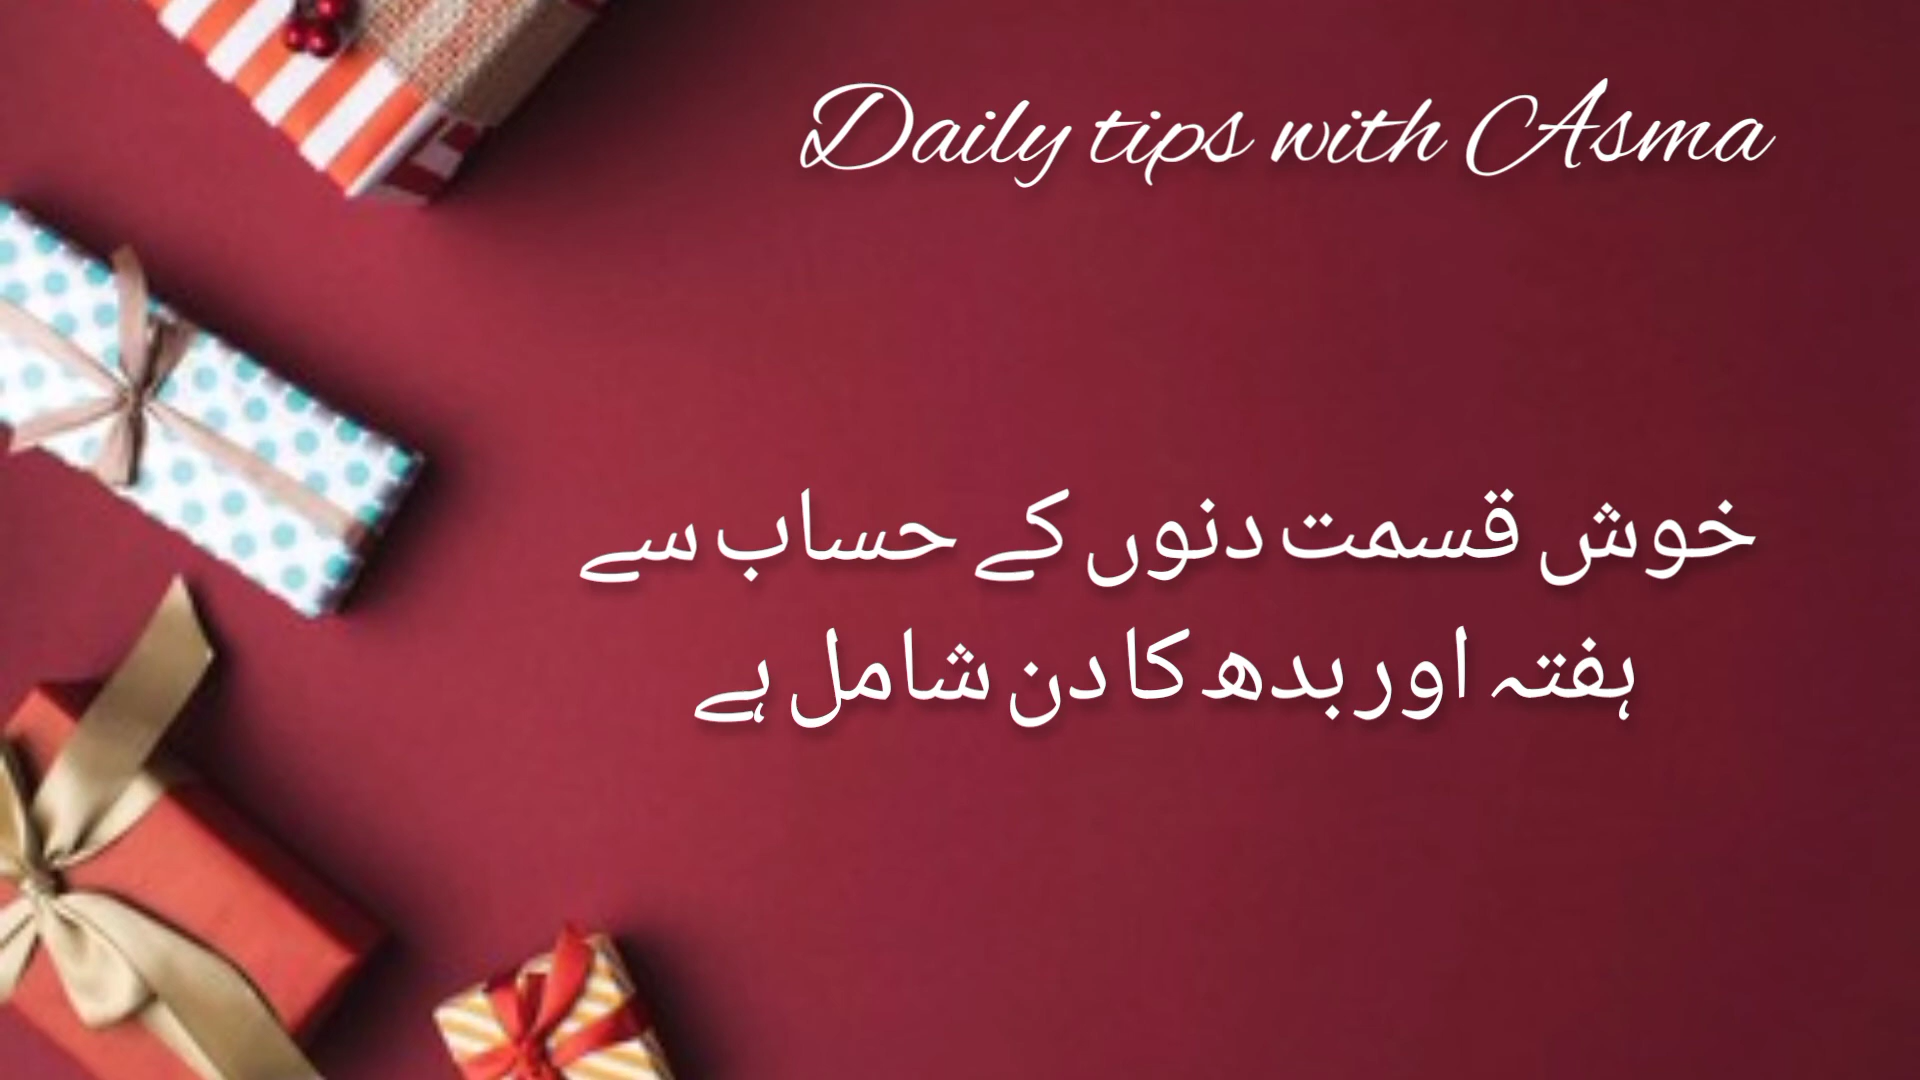 Daily tips with Asma
خوش قسمت دنوں کے حساب سے
ہفتہ اور بدھ کا دن شامل ہے